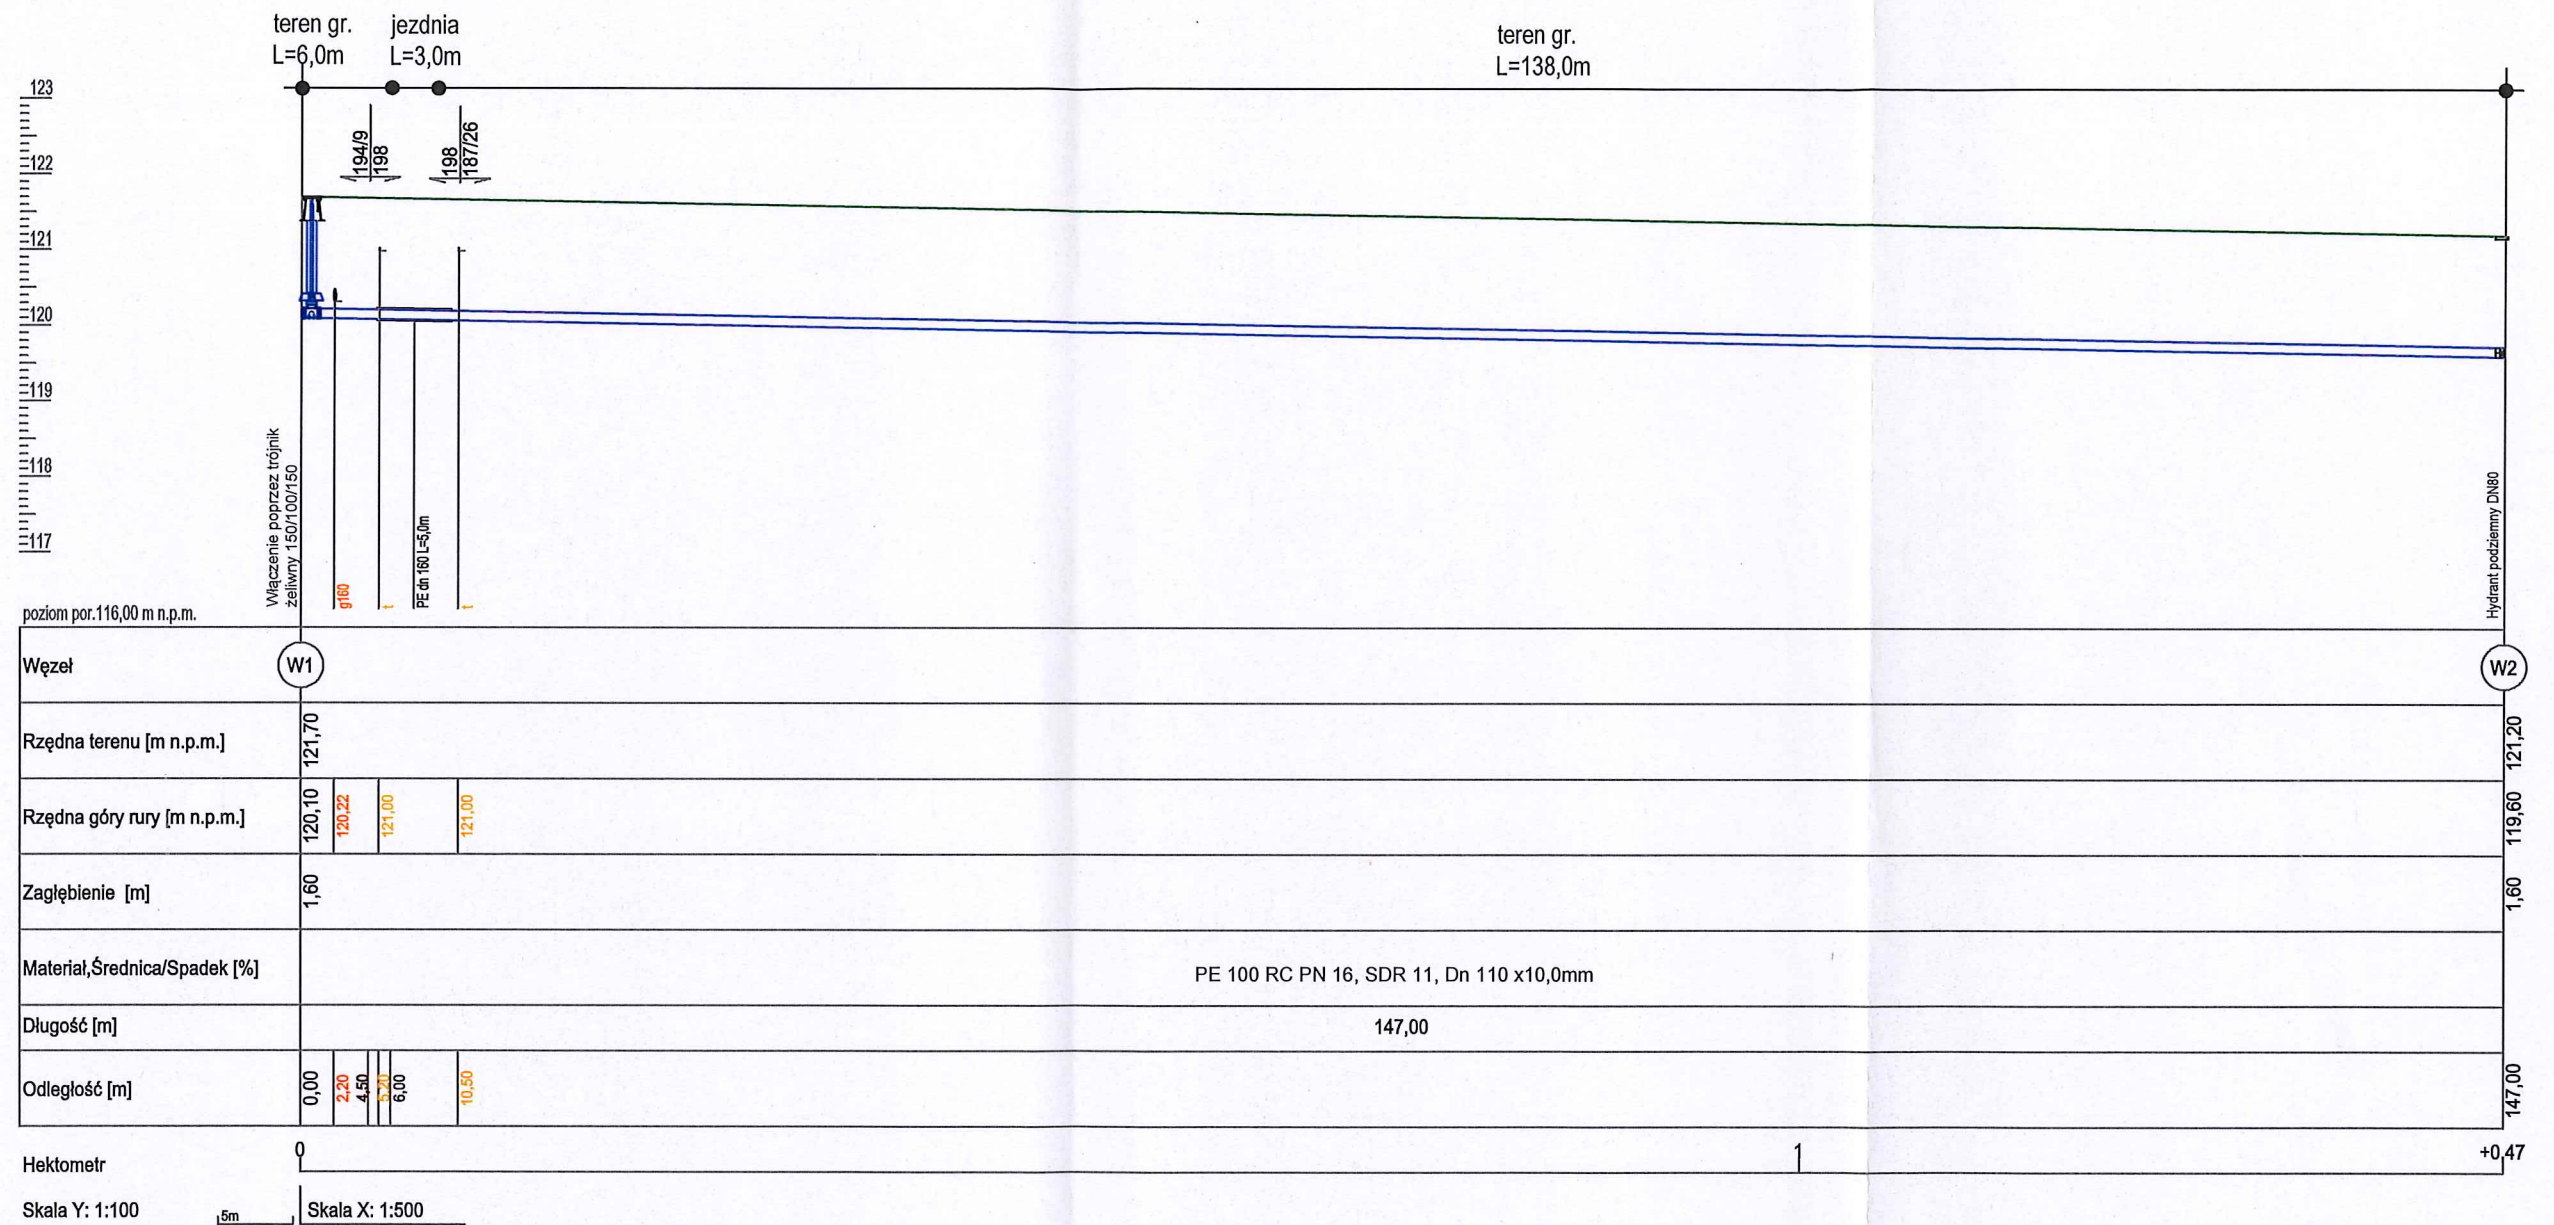 teren gr.
L=6,0m
jezdnia
L=3,0m
teren gr.
L=138,0m
123
122
121
120
119
118
117
194/9
198
198
187/26
Włączenie poprzez trójnik
żeliwny 150/100/150
g160
t
PE dn 160 L=5,0m
t
Hydrant podziemny DN80
poziom por.116,00 m n.p.m.
Węzeł
W1
W2
Rzędna terenu [m n.p.m.]
121,70
121,20
Rzędna góry rury [m n.p.m.]
120,10
120,22
121,00
121,00
119,60
Zagłębienie [m]
1,60
1,60
Materiał,Średnica/Spadek [%]
PE 100 RC PN 16, SDR 11, Dn 110 x10,0mm
Długość [m]
147,00
Odległość [m]
0,00
2,20
4,50
5,20
6,00
10,50
147,00
Hektometr
0
1
+0,47
Skala Y: 1:100
5m
Skala X: 1:500